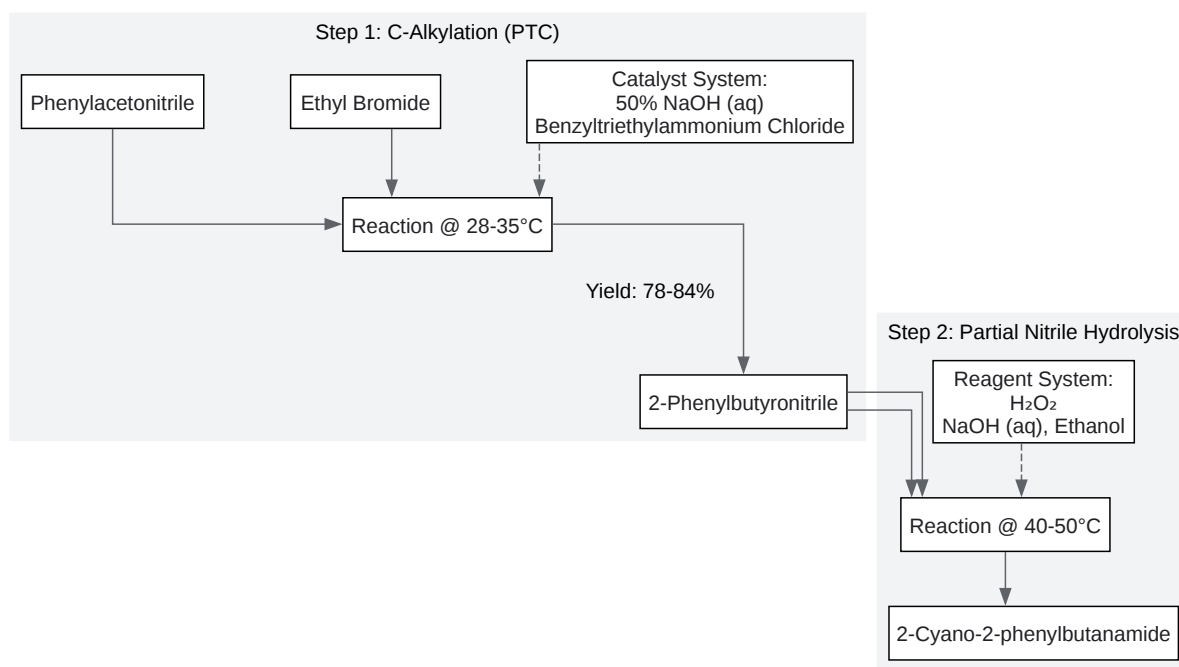 Step 1: C-Alkylation (PTC)
Phenylacetonitrile
Ethyl Bromide
Catalyst System:
50% NaOH (aq)
Benzyltriethylammonium Chloride
Reaction @ 28-35°C
Yield: 78-84%
2-Phenylbutyronitrile
Step 2: Partial Nitrile Hydrolysis
Reagent System:
H₂O₂
NaOH (aq), Ethanol
Reaction @ 40-50°C
2-Cyano-2-phenylbutanamide